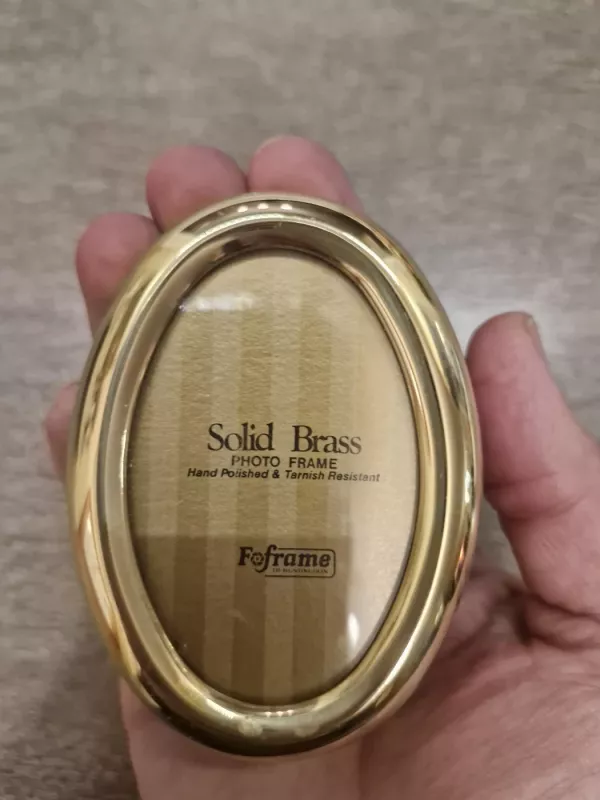 Solid Brass
PHOTO FRAME
Hand Polished & Tarnish Resistant
Foframe